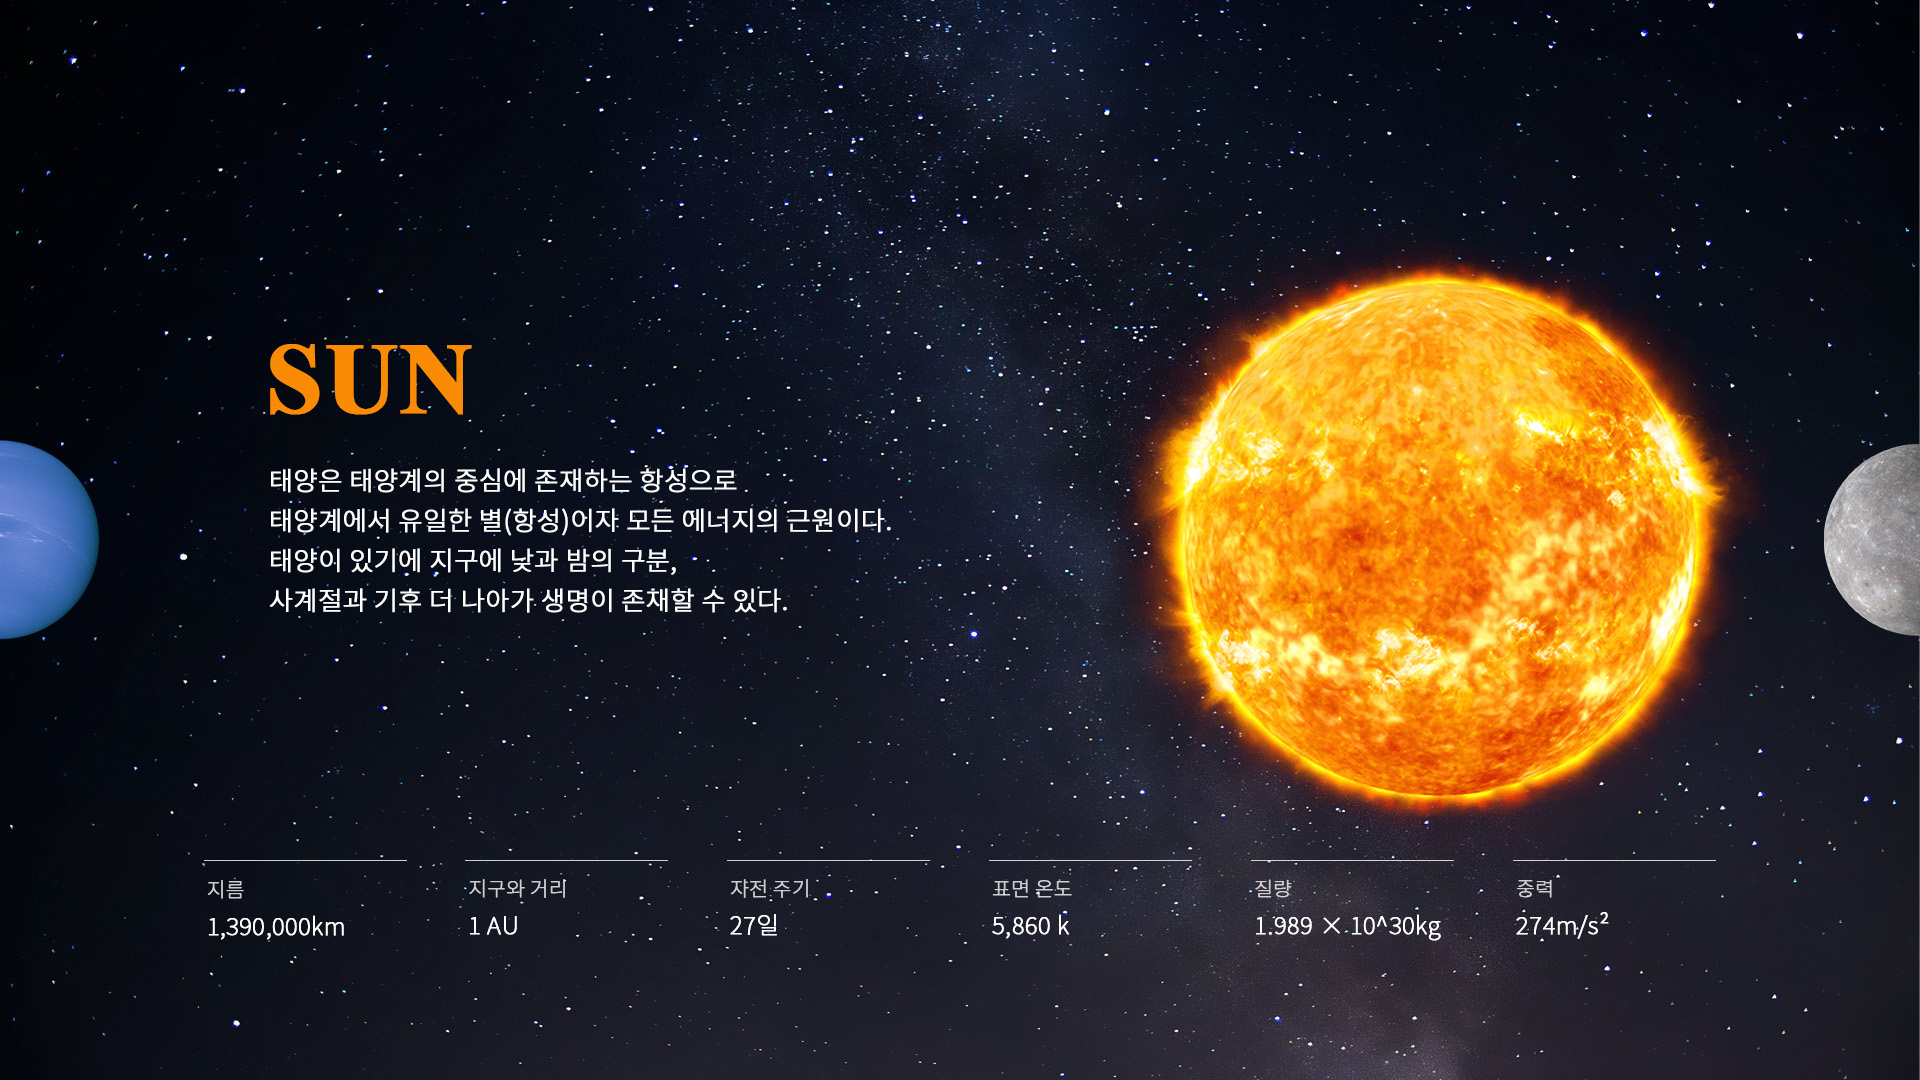 SUN
태양은 태양계의 중심에 존재하는 항성으로
태양계에서 유일한 별(항성)이자 모든 에너지의 근원이다.
태양이 있기에 지구에 낮과 밤의 구분,
사계절과 기후 더 나아가 생명이 존재할 수 있다.
지름
1,390,000km
지구와 거리
1 AU
자전 주기
27일
표면 온도
5,860 k
질량
1.989 × 10^30kg
중력
274m/s²